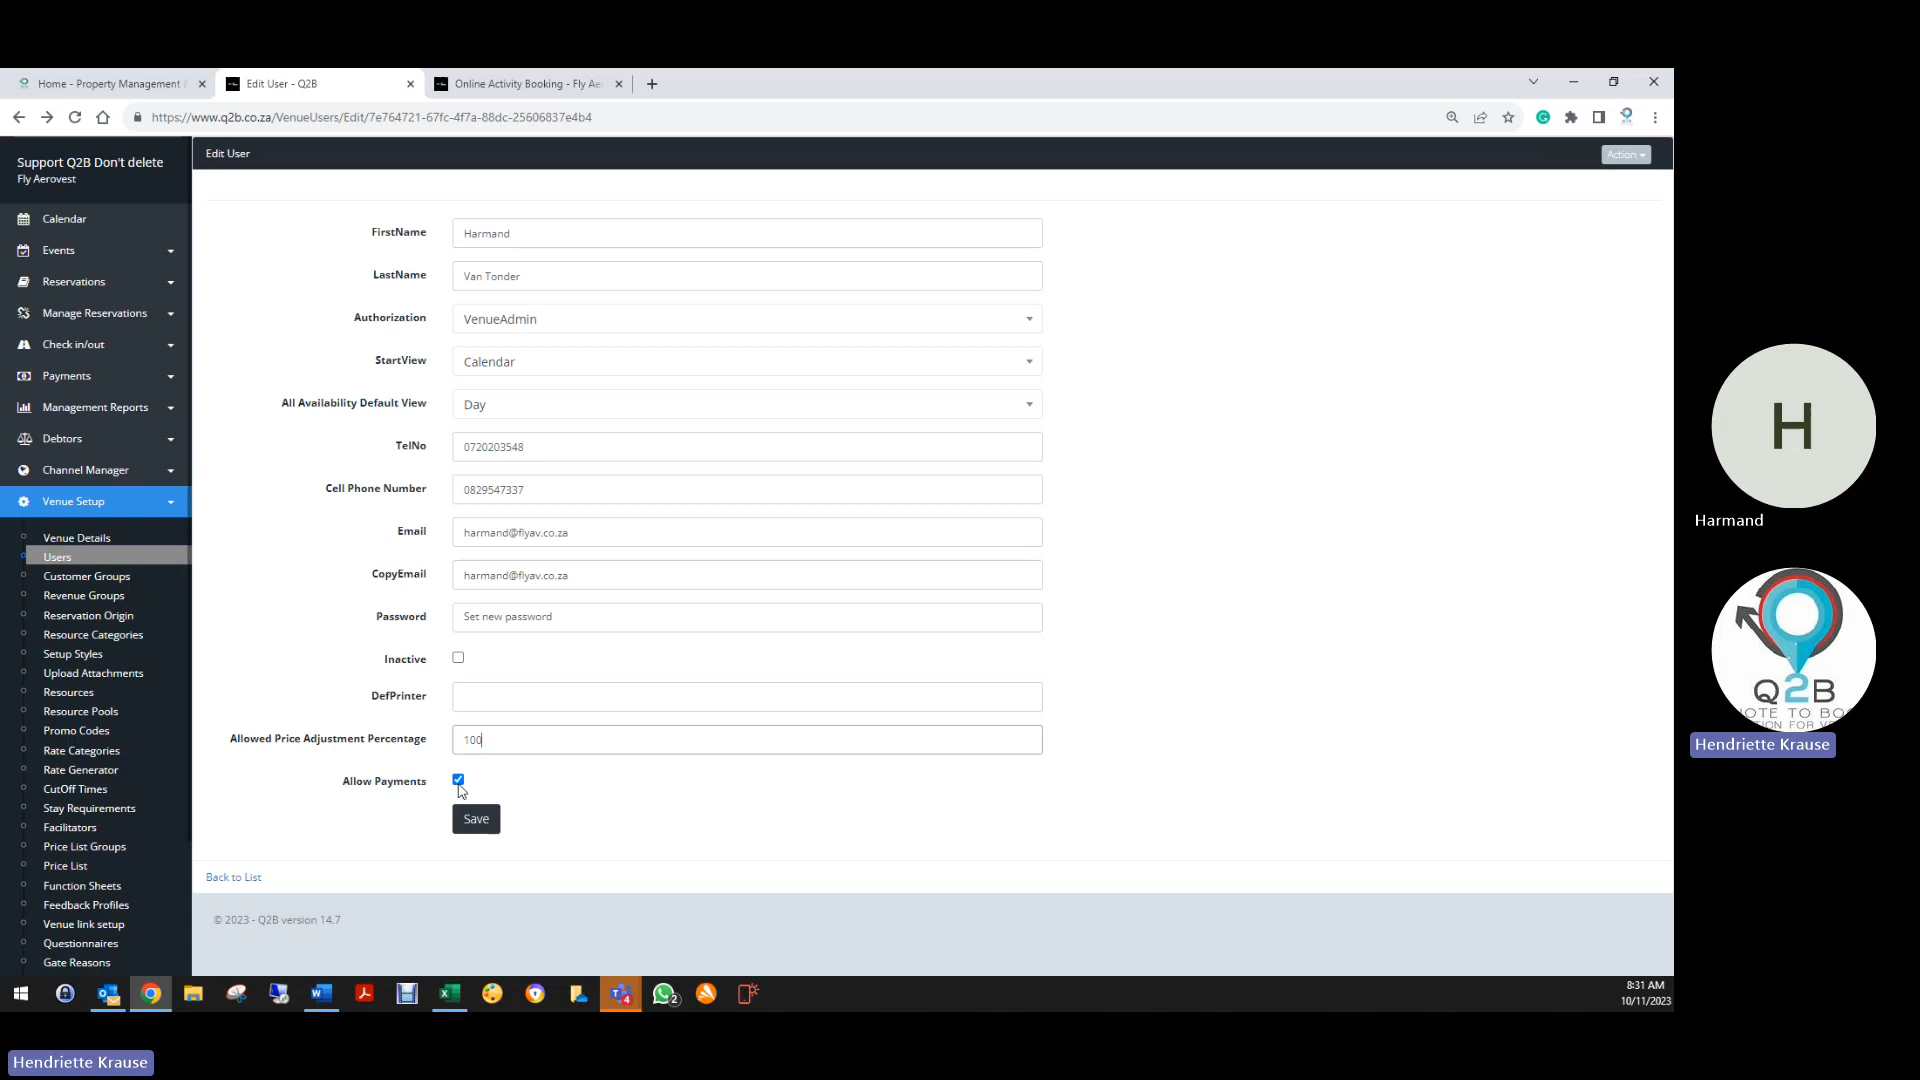 Home - Property Management &
Edit User - Q2B
Online Activity Booking - Fly Ae
https://www.q2b.co.za/VenueUsers/Edit/7e764721-67fc-4f7a-88dc-25606837e4b4
Support Q2B Don't delete
Fly Aerovest
Edit User
Action
Calendar
Events
Reservations
Manage Reservations
Check in/out
Payments
Management Reports
Debtors
Channel Manager
Venue Setup
Venue Details
Users
Customer Groups
Revenue Groups
Reservation Origin
Resource Categories
Setup Styles
Upload Attachments
Resources
Resource Pools
Promo Codes
Rate Categories
Rate Generator
CutOff Times
Stay Requirements
Facilitators
Price List Groups
Price List
Function Sheets
Feedback Profiles
Venue link setup
Questionnaires
Gate Reasons
FirstName Harmand
LastName Van Tonder
Authorization VenueAdmin
StartView Calendar
All Availability Default View Day
TelNo 0720203548
Cell Phone Number 0829547337
Email harmand@flyav.co.za
CopyEmail harmand@flyav.co.za
Password Set new password
Inactive
DefPrinter
Allowed Price Adjustment Percentage 100
Allow Payments
Save
Back to List
© 2023 - Q2B version 14.7
H
Harmand
Q2B
Hendriette Krause
4
2
8:31 AM
10/11/2023
Hendriette Krause